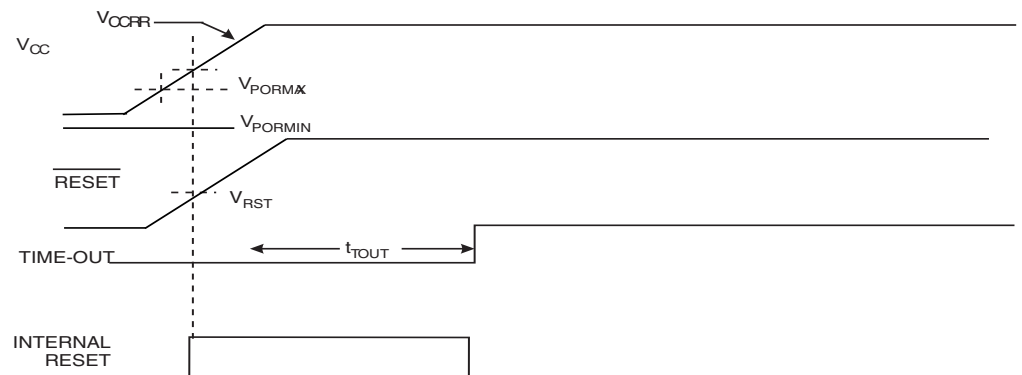 VCCRR
VCC
VPORMAX
VPORMIN
RESET
VRST
tTOUT
TIME-OUT
INTERNAL
RESET